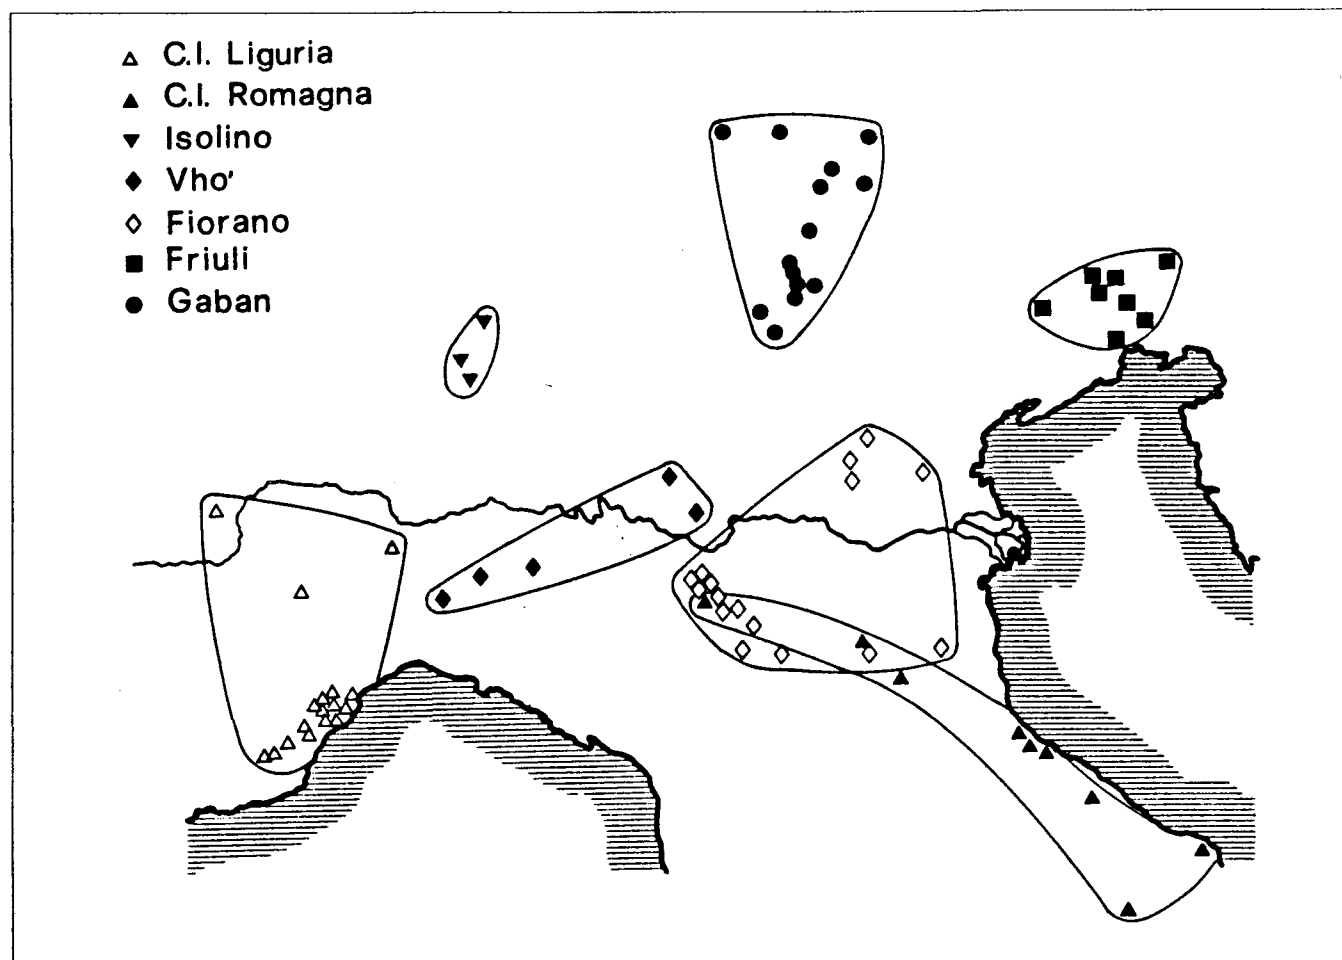 C.I. Liguria
C.I. Romagna
Isolino
Vho'
Fiorano
Friuli
Gaban